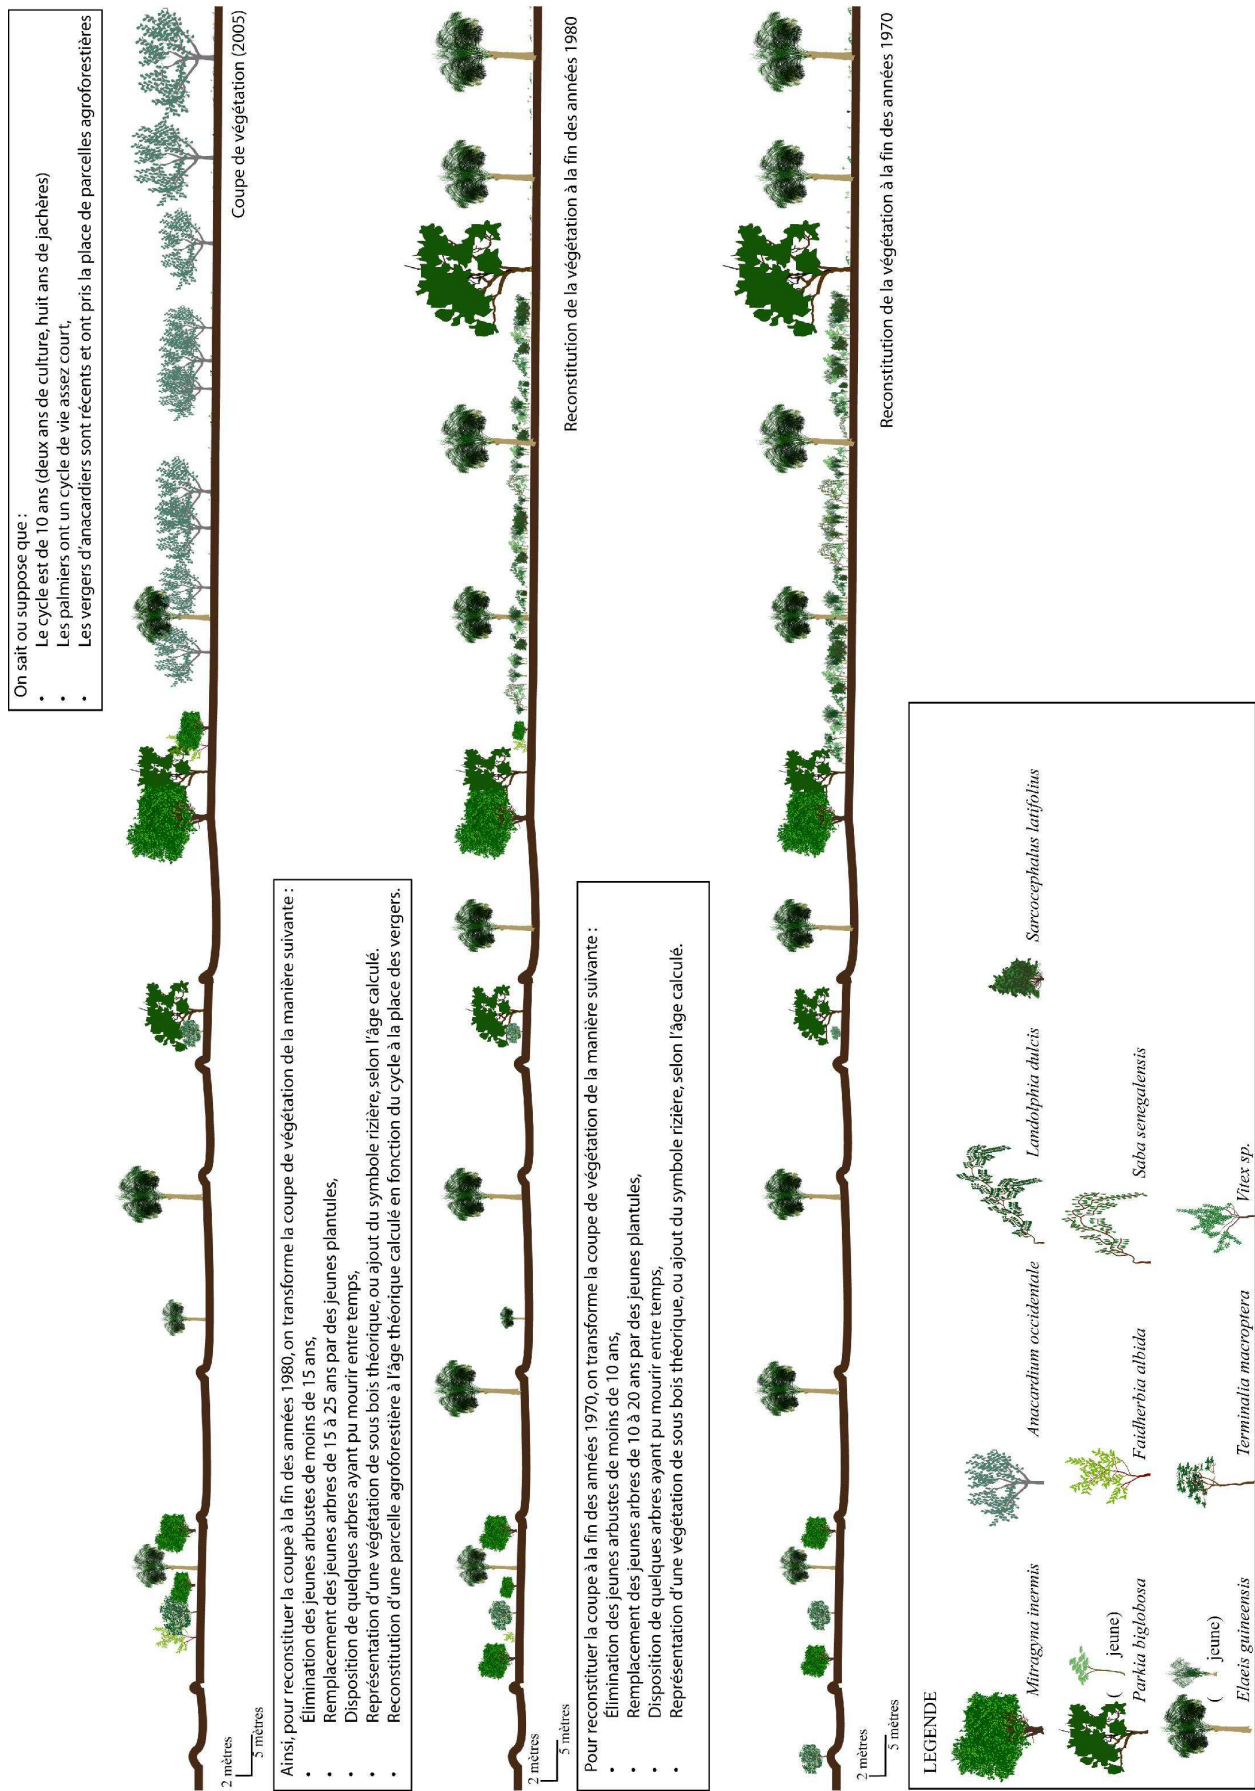 On sait ou suppose que :
• Le cycle est de 10 ans (deux ans de culture, huit ans de jachères)
• Les palmiers ont un cycle de vie assez court,
• Les vergers d'anacardiers sont récents et ont pris la place de parcelles agroforestières
Coupe de végétation (2005)
2 mètres
5 mètres
Ainsi, pour reconstituer la coupe à la fin des années 1980, on transforme la coupe de végétation de la manière suivante :
• Élimination des jeunes arbustes de moins de 15 ans,
• Remplacement des jeunes arbres de 15 à 25 ans par des jeunes plantules,
• Disposition de quelques arbres ayant pu mourir entre temps,
• Représentation d'une végétation de sous bois théorique, ou ajout du symbole rizière, selon l'âge calculé.
• Reconstitution d'une parcelle agroforestière à l'âge théorique calculé en fonction du cycle à la place des vergers.
Reconstitution de la végétation à la fin des années 1980
2 mètres
5 mètres
Pour reconstituer la coupe à la fin des années 1970, on transforme la coupe de végétation de la manière suivante :
• Élimination des jeunes arbustes de moins de 10 ans,
• Remplacement des jeunes arbres de 10 à 20 ans par des jeunes plantules,
• Disposition de quelques arbres ayant pu mourir entre temps,
• Représentation d'une végétation de sous bois théorique, ou ajout du symbole rizière, selon l'âge calculé.
Reconstitution de la végétation à la fin des années 1970
2 mètres
5 mètres
LEGENDE
Mitragyna inermis
Anacardium occidentale
Landolphia dulcis
Sarcocephalus latifolius
( jeune)
Parkia biglobosa
Faidherbia albida
Saba senegalensis
( jeune)
Elaeis guineensis
Terminalia macroptera
Vitex sp.